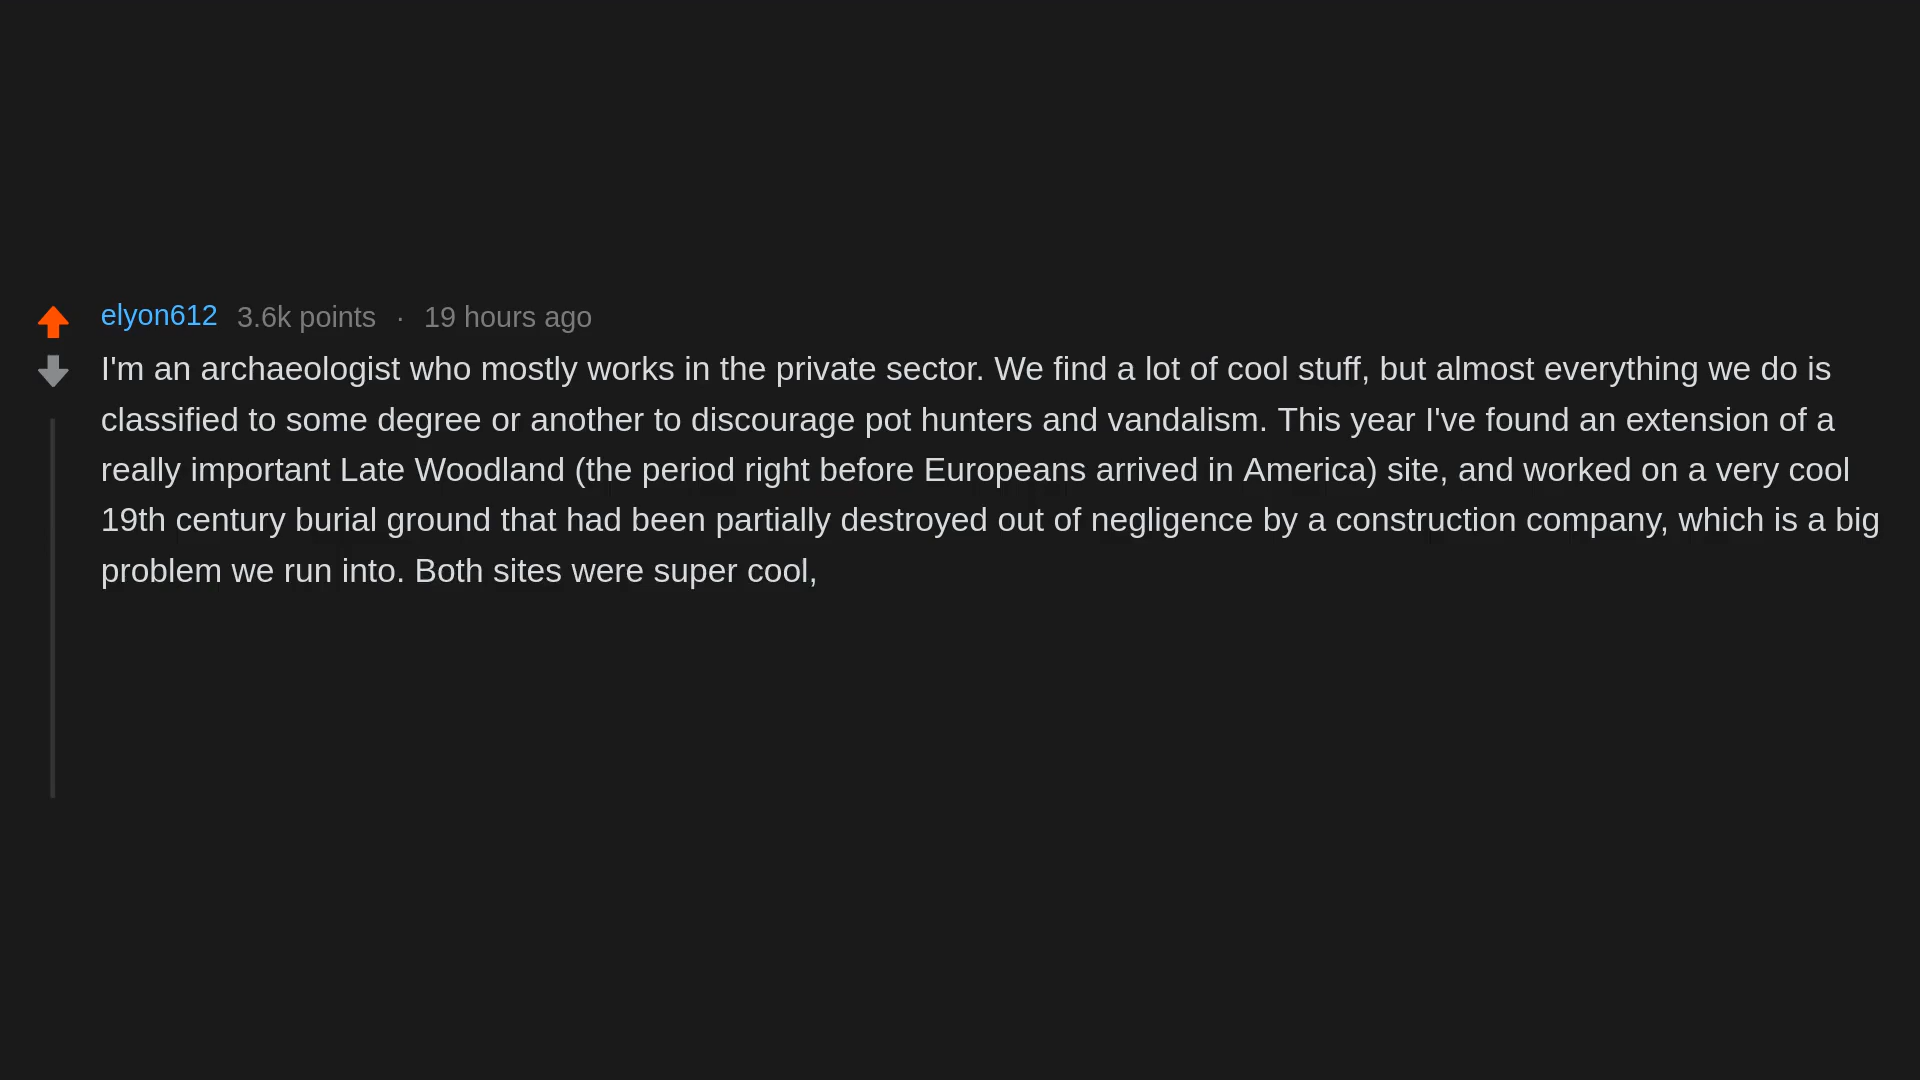 elyon612 3.6k points · 19 hours ago
I'm an archaeologist who mostly works in the private sector. We find a lot of cool stuff, but almost everything we do is
classified to some degree or another to discourage pot hunters and vandalism. This year I've found an extension of a
really important Late Woodland (the period right before Europeans arrived in America) site, and worked on a very cool
19th century burial ground that had been partially destroyed out of negligence by a construction company, which is a big
problem we run into. Both sites were super cool,